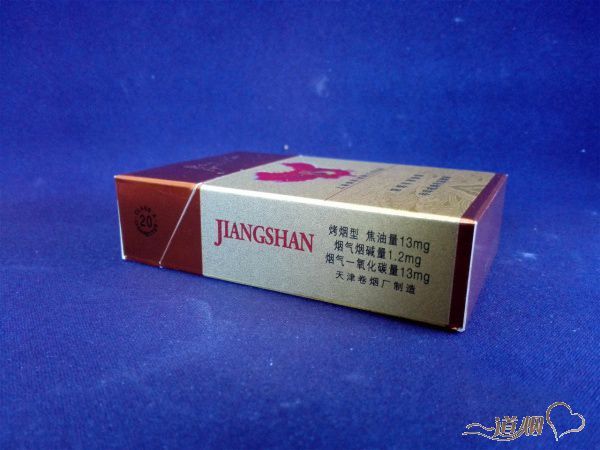 JIANGSHAN
烤烟型 焦油量13mg
烟气烟碱量1.2mg
烟气一氧化碳量13mg
天津卷烟厂制造
20
一道烟